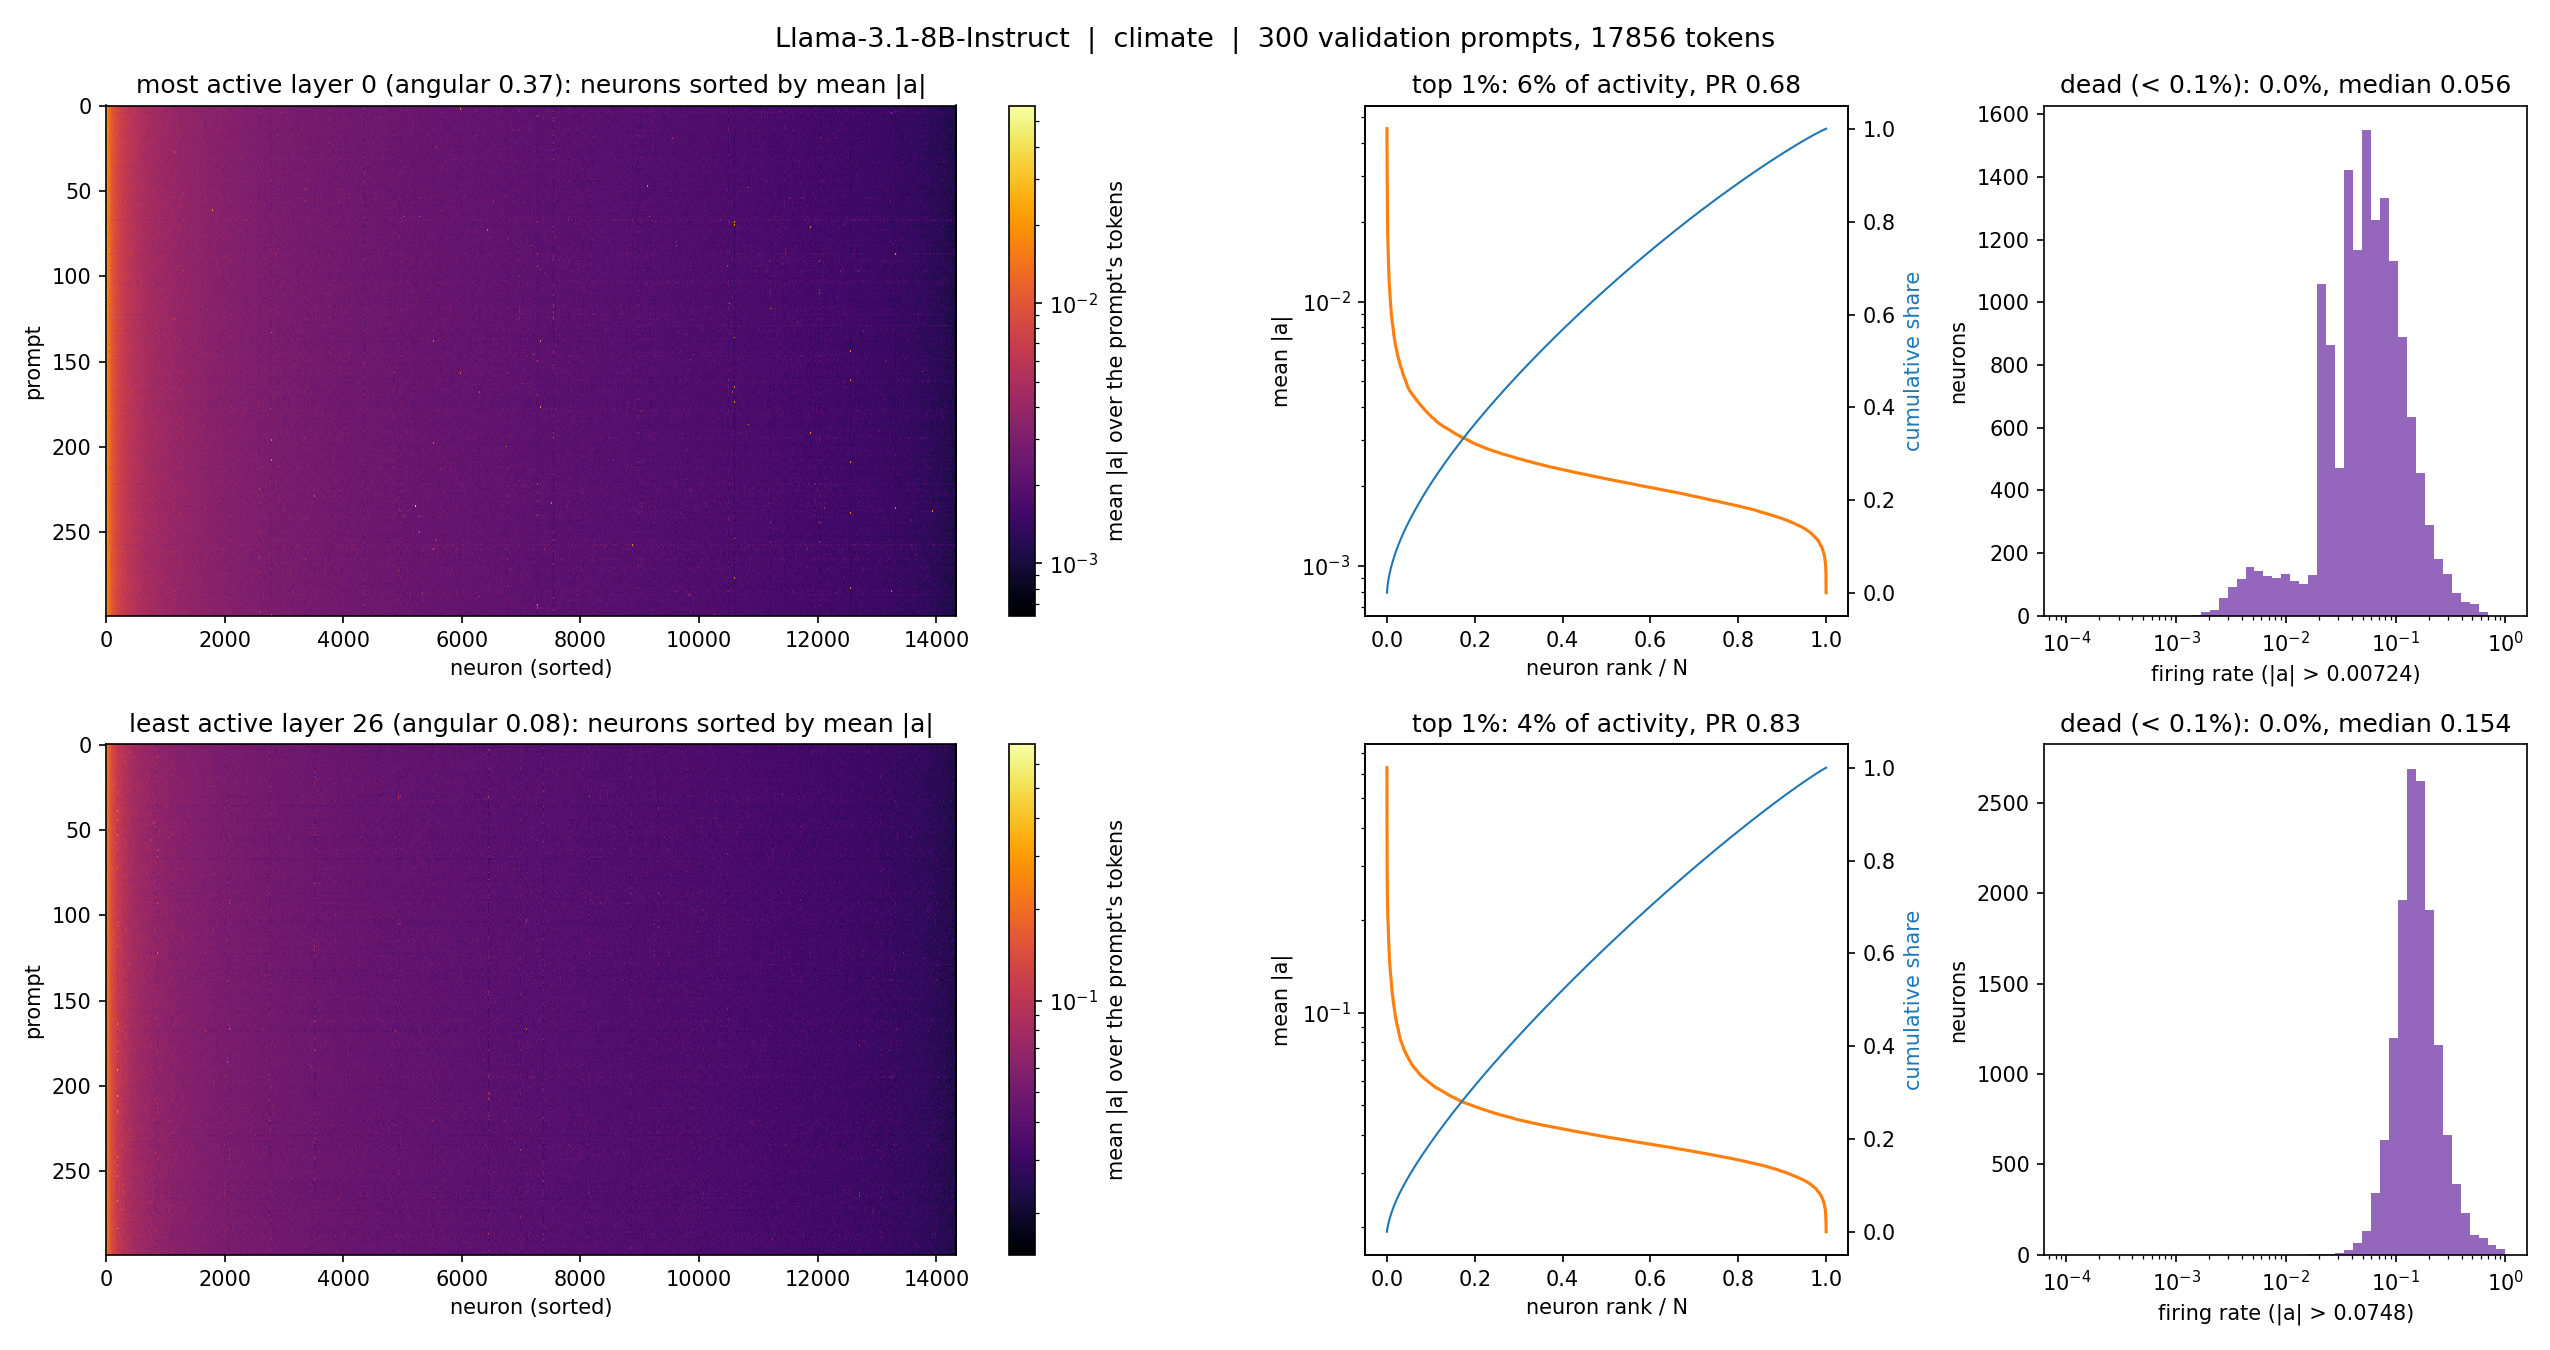 Llama-3.1-8B-Instruct | climate | 300 validation prompts, 17856 tokens
most active layer 0 (angular 0.37): neurons sorted by mean |a|
0
50
100
150
200
250
prompt
0 2000 4000 6000 8000 10000 12000 14000
neuron (sorted)
10⁻²
10⁻³
mean |a| over the prompt's tokens
top 1%: 6% of activity, PR 0.68
mean |a|
10⁻²
10⁻³
0.0 0.2 0.4 0.6 0.8 1.0
neuron rank / N
1.0
0.8
0.6
0.4
0.2
0.0
cumulative share
dead (< 0.1%): 0.0%, median 0.056
neurons
1600
1400
1200
1000
800
600
400
200
0
10⁻⁴ 10⁻³ 10⁻² 10⁻¹ 10⁰
firing rate (|a| > 0.00724)
least active layer 26 (angular 0.08): neurons sorted by mean |a|
0
50
100
150
200
250
prompt
0 2000 4000 6000 8000 10000 12000 14000
neuron (sorted)
10⁻¹
mean |a| over the prompt's tokens
top 1%: 4% of activity, PR 0.83
mean |a|
10⁻¹
0.0 0.2 0.4 0.6 0.8 1.0
neuron rank / N
1.0
0.8
0.6
0.4
0.2
0.0
cumulative share
dead (< 0.1%): 0.0%, median 0.154
neurons
2500
2000
1500
1000
500
0
10⁻⁴ 10⁻³ 10⁻² 10⁻¹ 10⁰
firing rate (|a| > 0.0748)